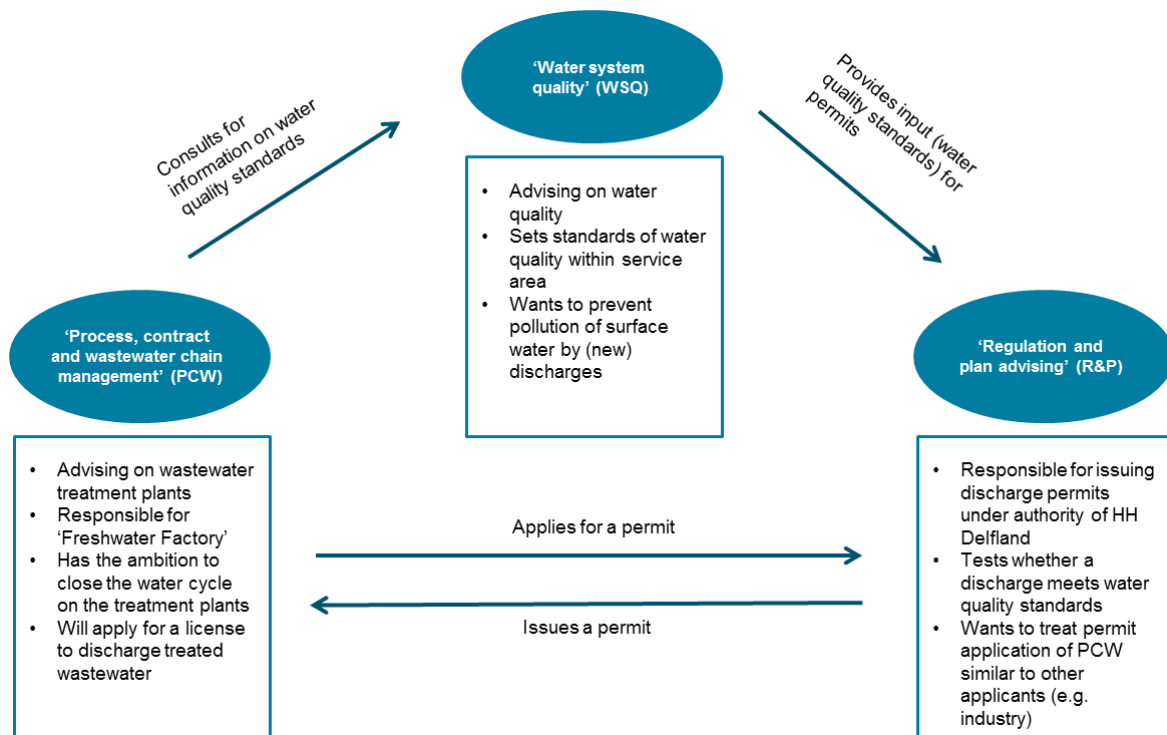 ‘Water system
quality’ (WSQ)
Consults for
information on water
quality standards
Provides input (water
quality standards) for
permits
• Advising on water
quality
• Sets standards of water
quality within service
area
• Wants to prevent
pollution of surface
water by (new)
discharges
‘Process, contract
and wastewater chain
management’ (PCW)
‘Regulation and
plan advising’ (R&P)
• Advising on wastewater
treatment plants
• Responsible for
‘Freshwater Factory’
• Has the ambition to
close the water cycle
on the treatment plants
• Will apply for a license
to discharge treated
wastewater
Applies for a permit
Issues a permit
• Responsible for issuing
discharge permits
under authority of HH
Delfland
• Tests whether a
discharge meets water
quality standards
• Wants to treat permit
application of PCW
similar to other
applicants (e.g.
industry)